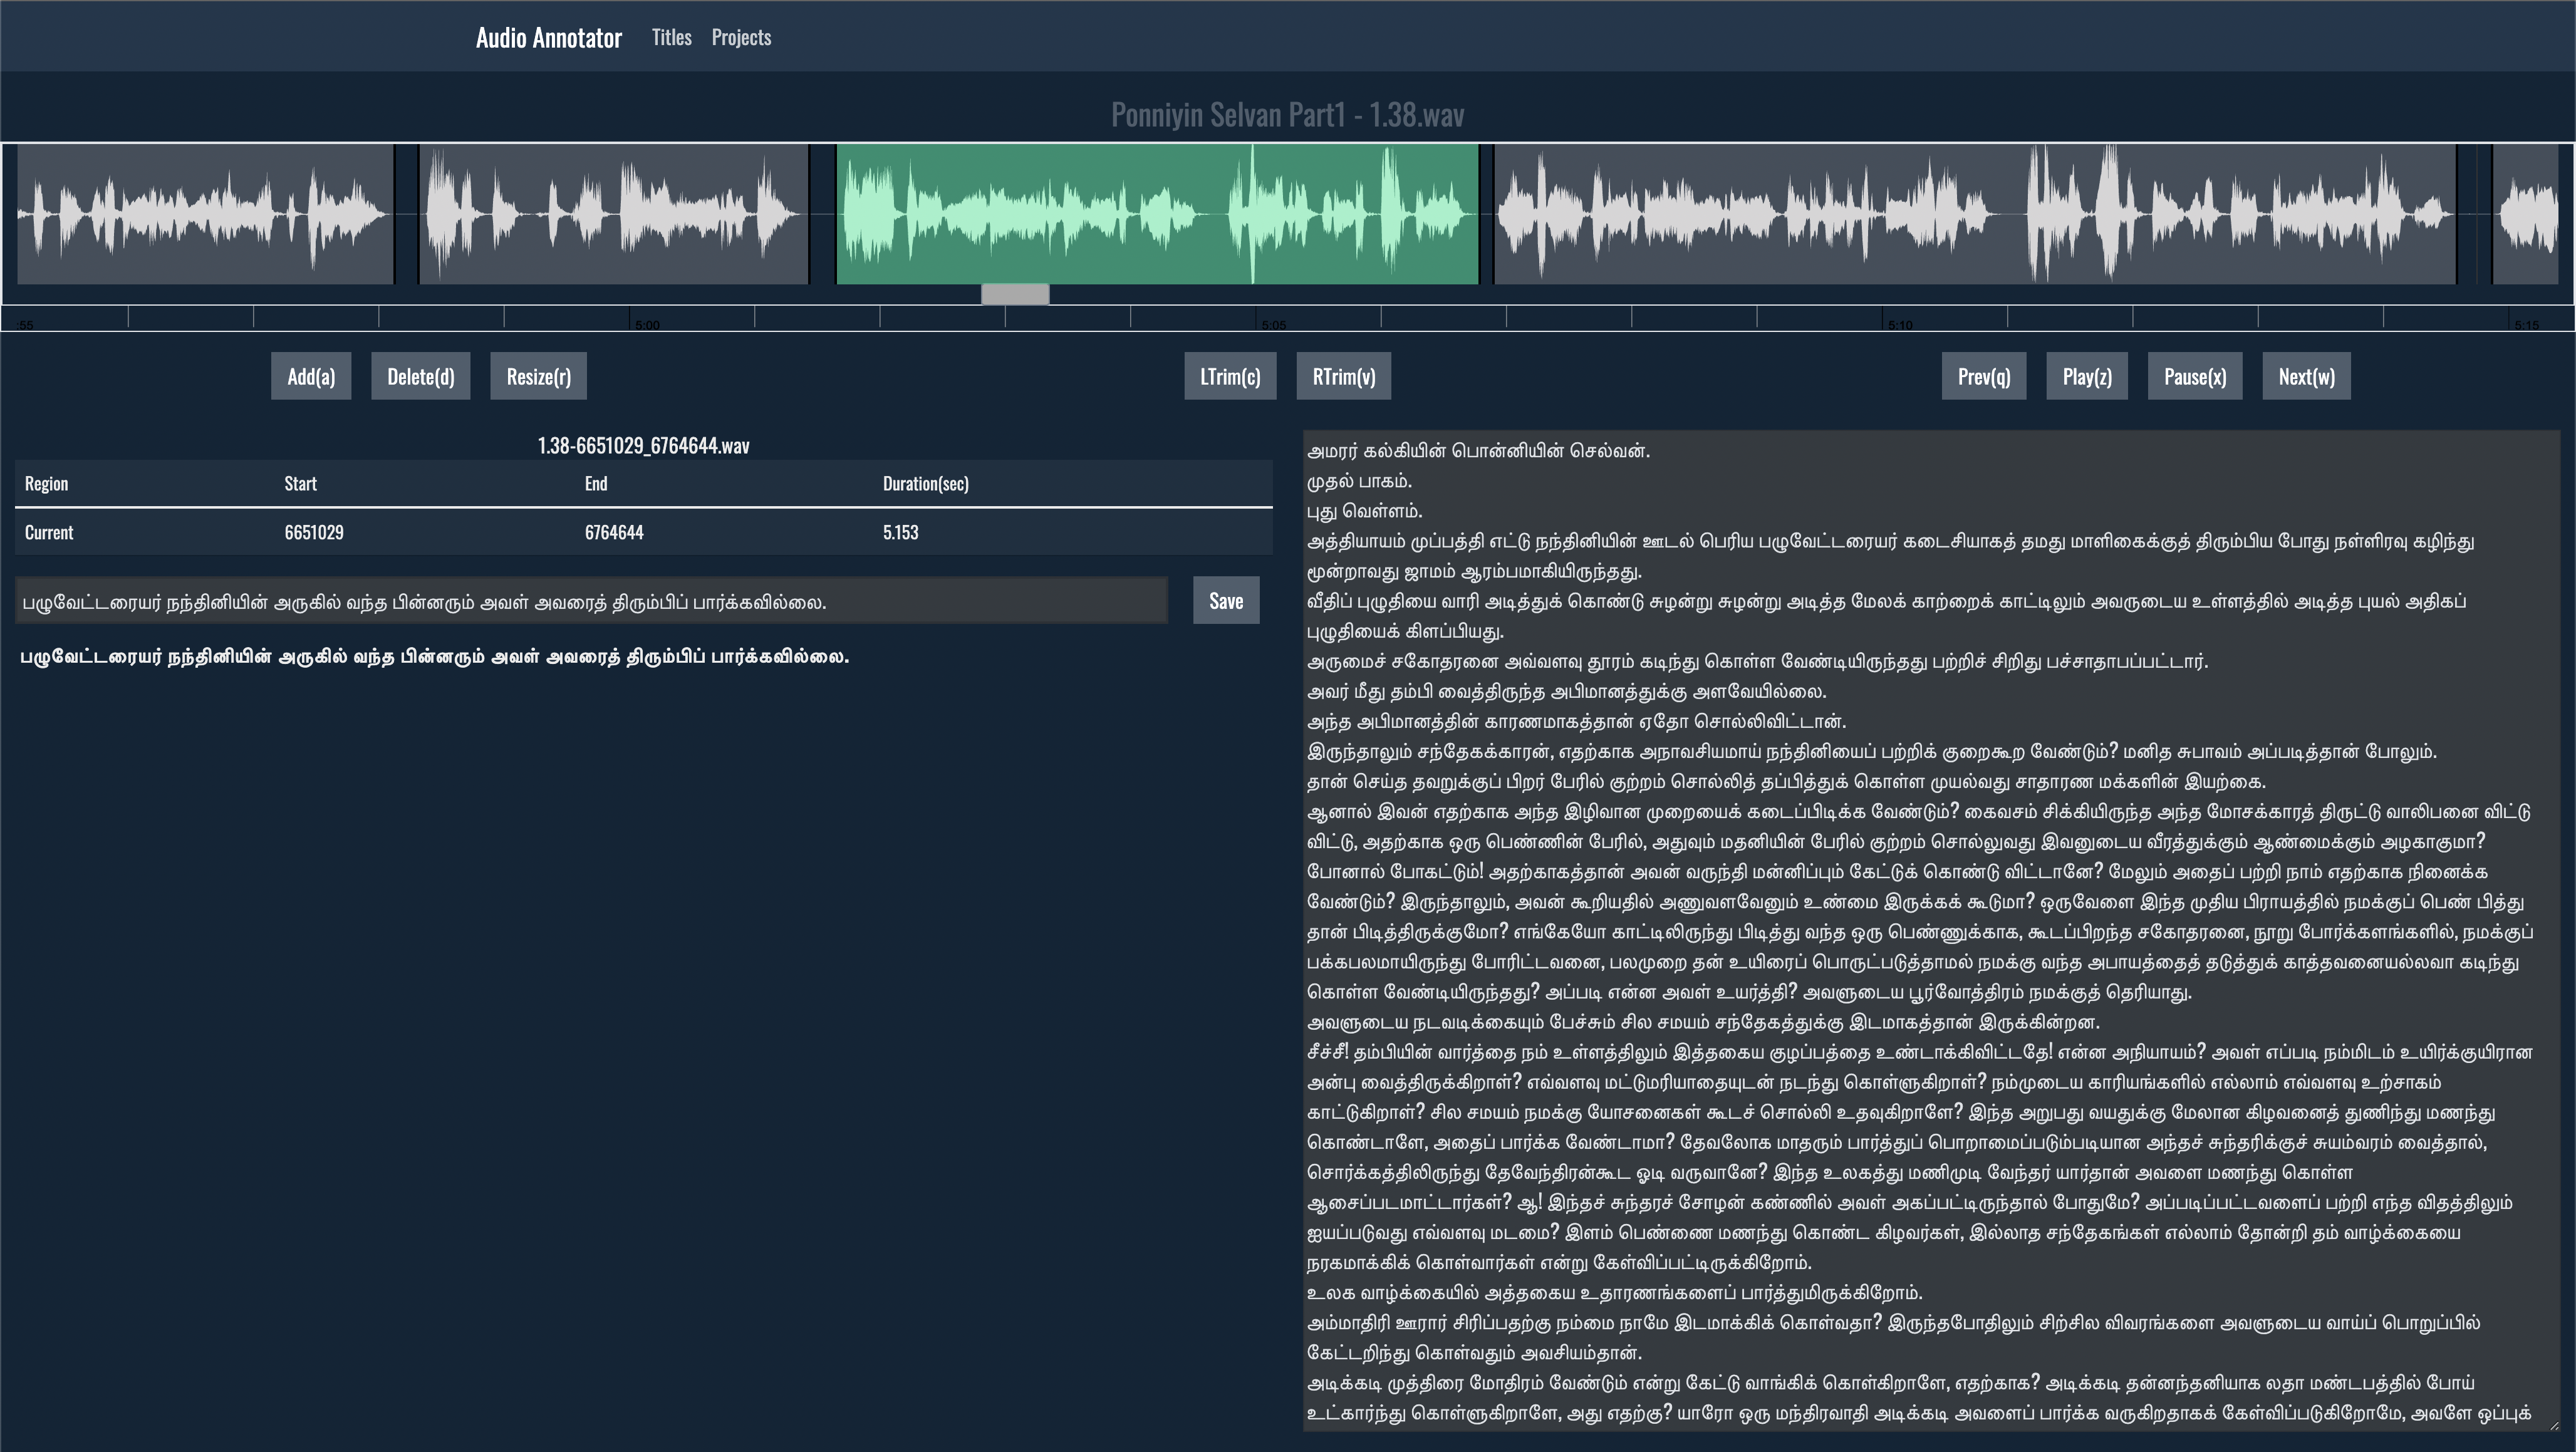 Audio Annotator Titles Projects
Ponniyin Selvan Part1 - 1.38.wav
:55 5:00 5:05 5:10 5:15
Add(a) Delete(d) Resize(r) LTrim(c) RTrim(v) Prev(q) Play(z) Pause(x) Next(w)
1.38-6651029_6764644.wav
Region Start End Duration(sec)
Current 6651029 6764644 5.153
பழுவேட்டரையர் நந்தினியின் அருகில் வந்த பின்னரும் அவள் அவரைத் திரும்பிப் பார்க்கவில்லை.
Save
பழுவேட்டரையர் நந்தினியின் அருகில் வந்த பின்னரும் அவள் அவரைத் திரும்பிப் பார்க்கவில்லை.
அமரர் கல்கியின் பொன்னியின் செல்வன்.
முதல் பாகம்.
புது வெள்ளம்.
அத்தியாயம் முப்பத்தி எட்டு நந்தினியின் ஊடல் பெரிய பழுவேட்டரையர் கடைசியாகத் தமது மாளிகைக்குத் திரும்பிய போது நள்ளிரவு கழிந்து
மூன்றாவது ஜாமம் ஆரம்பமாகியிருந்தது.
வீதிப் புழுதியை வாரி அடித்துக் கொண்டு சுழன்று சுழன்று அடித்த மேலக் காற்றைக் காட்டிலும் அவருடைய உள்ளத்தில் அடித்த புயல் அதிகப்
புழுதியைக் கிளப்பியது.
அருமைச் சகோதரனை அவ்வளவு தூரம் கடிந்து கொள்ள வேண்டியிருந்தது பற்றிச் சிறிது பச்சாதாபப்பட்டார்.
அவர் மீது தம்பி வைத்திருந்த அபிமானத்துக்கு அளவேயில்லை.
அந்த அபிமானத்தின் காரணமாகத்தான் ஏதோ சொல்லிவிட்டான்.
இருந்தாலும் சந்தேகக்காரன், எதற்காக அநாவசியமாய் நந்தினியைப் பற்றிக் குறைகூற வேண்டும்? மனித சுபாவம் அப்படித்தான் போலும்.
தான் செய்த தவறுக்குப் பிறர் பேரில் குற்றம் சொல்லித் தப்பித்துக் கொள்ள முயல்வது சாதாரண மக்களின் இயற்கை.
ஆனால் இவன் எதற்காக அந்த இழிவான முறையைக் கடைப்பிடிக்க வேண்டும்? கைவசம் சிக்கியிருந்த அந்த மோசக்காரத் திருட்டு வாலிபனை விட்டு
விட்டு, அதற்காக ஒரு பெண்ணின் பேரில், அதுவும் மதனியின் பேரில் குற்றம் சொல்லுவது இவனுடைய வீரத்துக்கும் ஆண்மைக்கும் அழகாகுமா?
போனால் போகட்டும்! அதற்காகத்தான் அவன் வருந்தி மன்னிப்பும் கேட்டுக் கொண்டு விட்டானே? மேலும் அதைப் பற்றி நாம் எதற்காக நினைக்க
வேண்டும்? இருந்தாலும், அவன் கூறியதில் அணுவளவேனும் உண்மை இருக்கக் கூடுமா? ஒருவேளை இந்த முதிய பிராயத்தில் நமக்குப் பெண் பித்து
தான் பிடித்திருக்குமோ? எங்கேயோ காட்டிலிருந்து பிடித்து வந்த ஒரு பெண்ணுக்காக, கூடப்பிறந்த சகோதரனை, நூறு போர்க்களங்களில், நமக்குப்
பக்கபலமாயிருந்து போரிட்டவனை, பலமுறை தன் உயிரைப் பொருட்படுத்தாமல் நமக்கு வந்த அபாயத்தைத் தடுத்துக் காத்தவனையல்லவா கடிந்து
கொள்ள வேண்டியிருந்தது? அப்படி என்ன அவள் உயர்த்தி? அவளுடைய பூர்வோத்திரம் நமக்குத் தெரியாது.
அவளுடைய நடவடிக்கையும் பேச்சும் சில சமயம் சந்தேகத்துக்கு இடமாகத்தான் இருக்கின்றன.
சீச்சீ! தம்பியின் வார்த்தை நம் உள்ளத்திலும் இத்தகைய குழப்பத்தை உண்டாக்கிவிட்டதே! என்ன அநியாயம்? அவள் எப்படி நம்மிடம் உயிர்க்குயிரான
அன்பு வைத்திருக்கிறாள்? எவ்வளவு மட்டுமரியாதையுடன் நடந்து கொள்ளுகிறாள்? நம்முடைய காரியங்களில் எல்லாம் எவ்வளவு உற்சாகம்
காட்டுகிறாள்? சில சமயம் நமக்கு யோசனைகள் கூடச் சொல்லி உதவுகிறாளே? இந்த அறுபது வயதுக்கு மேலான கிழவனைத் துணிந்து மணந்து
கொண்டாளே, அதைப் பார்க்க வேண்டாமா? தேவலோக மாதரும் பார்த்துப் பொறாமைப்படும்படியான அந்தச் சுந்தரிக்குச் சுயம்வரம் வைத்தால்,
சொர்க்கத்திலிருந்து தேவேந்திரன்கூட ஓடி வருவானே? இந்த உலகத்து மணிமுடி வேந்தர் யார்தான் அவளை மணந்து கொள்ள
ஆசைப்படமாட்டார்கள்? ஆ! இந்தச் சுந்தரச் சோழன் கண்ணில் அவள் அகப்பட்டிருந்தால் போதுமே? அப்படிப்பட்டவளைப் பற்றி எந்த விதத்திலும்
ஐயப்படுவது எவ்வளவு மடமை? இளம் பெண்ணை மணந்து கொண்ட கிழவர்கள், இல்லாத சந்தேகங்கள் எல்லாம் தோன்றி தம் வாழ்க்கையை
நரகமாக்கிக் கொள்வார்கள் என்று கேள்விப்பட்டிருக்கிறோம்.
உலக வாழ்க்கையில் அத்தகைய உதாரணங்களைப் பார்த்துமிருக்கிறோம்.
அம்மாதிரி ஊரார் சிரிப்பதற்கு நம்மை நாமே இடமாக்கிக் கொள்வதா? இருந்தபோதிலும் சிற்சில விவரங்களை அவளுடைய வாய்ப் பொறுப்பில்
கேட்டறிந்து கொள்வதும் அவசியம்தான்.
அடிக்கடி முத்திரை மோதிரம் வேண்டும் என்று கேட்டு வாங்கிக் கொள்கிறாளே, எதற்காக? அடிக்கடி தன்னந்தனியாக லதா மண்டபத்தில் போய்
உட்கார்ந்து கொள்ளுகிறாளே, அது எதற்கு? யாரோ ஒரு மந்திரவாதி அடிக்கடி அவளைப் பார்க்க வருகிறதாகக் கேள்விப்படுகிறோமே, அவளே ஒப்புக்